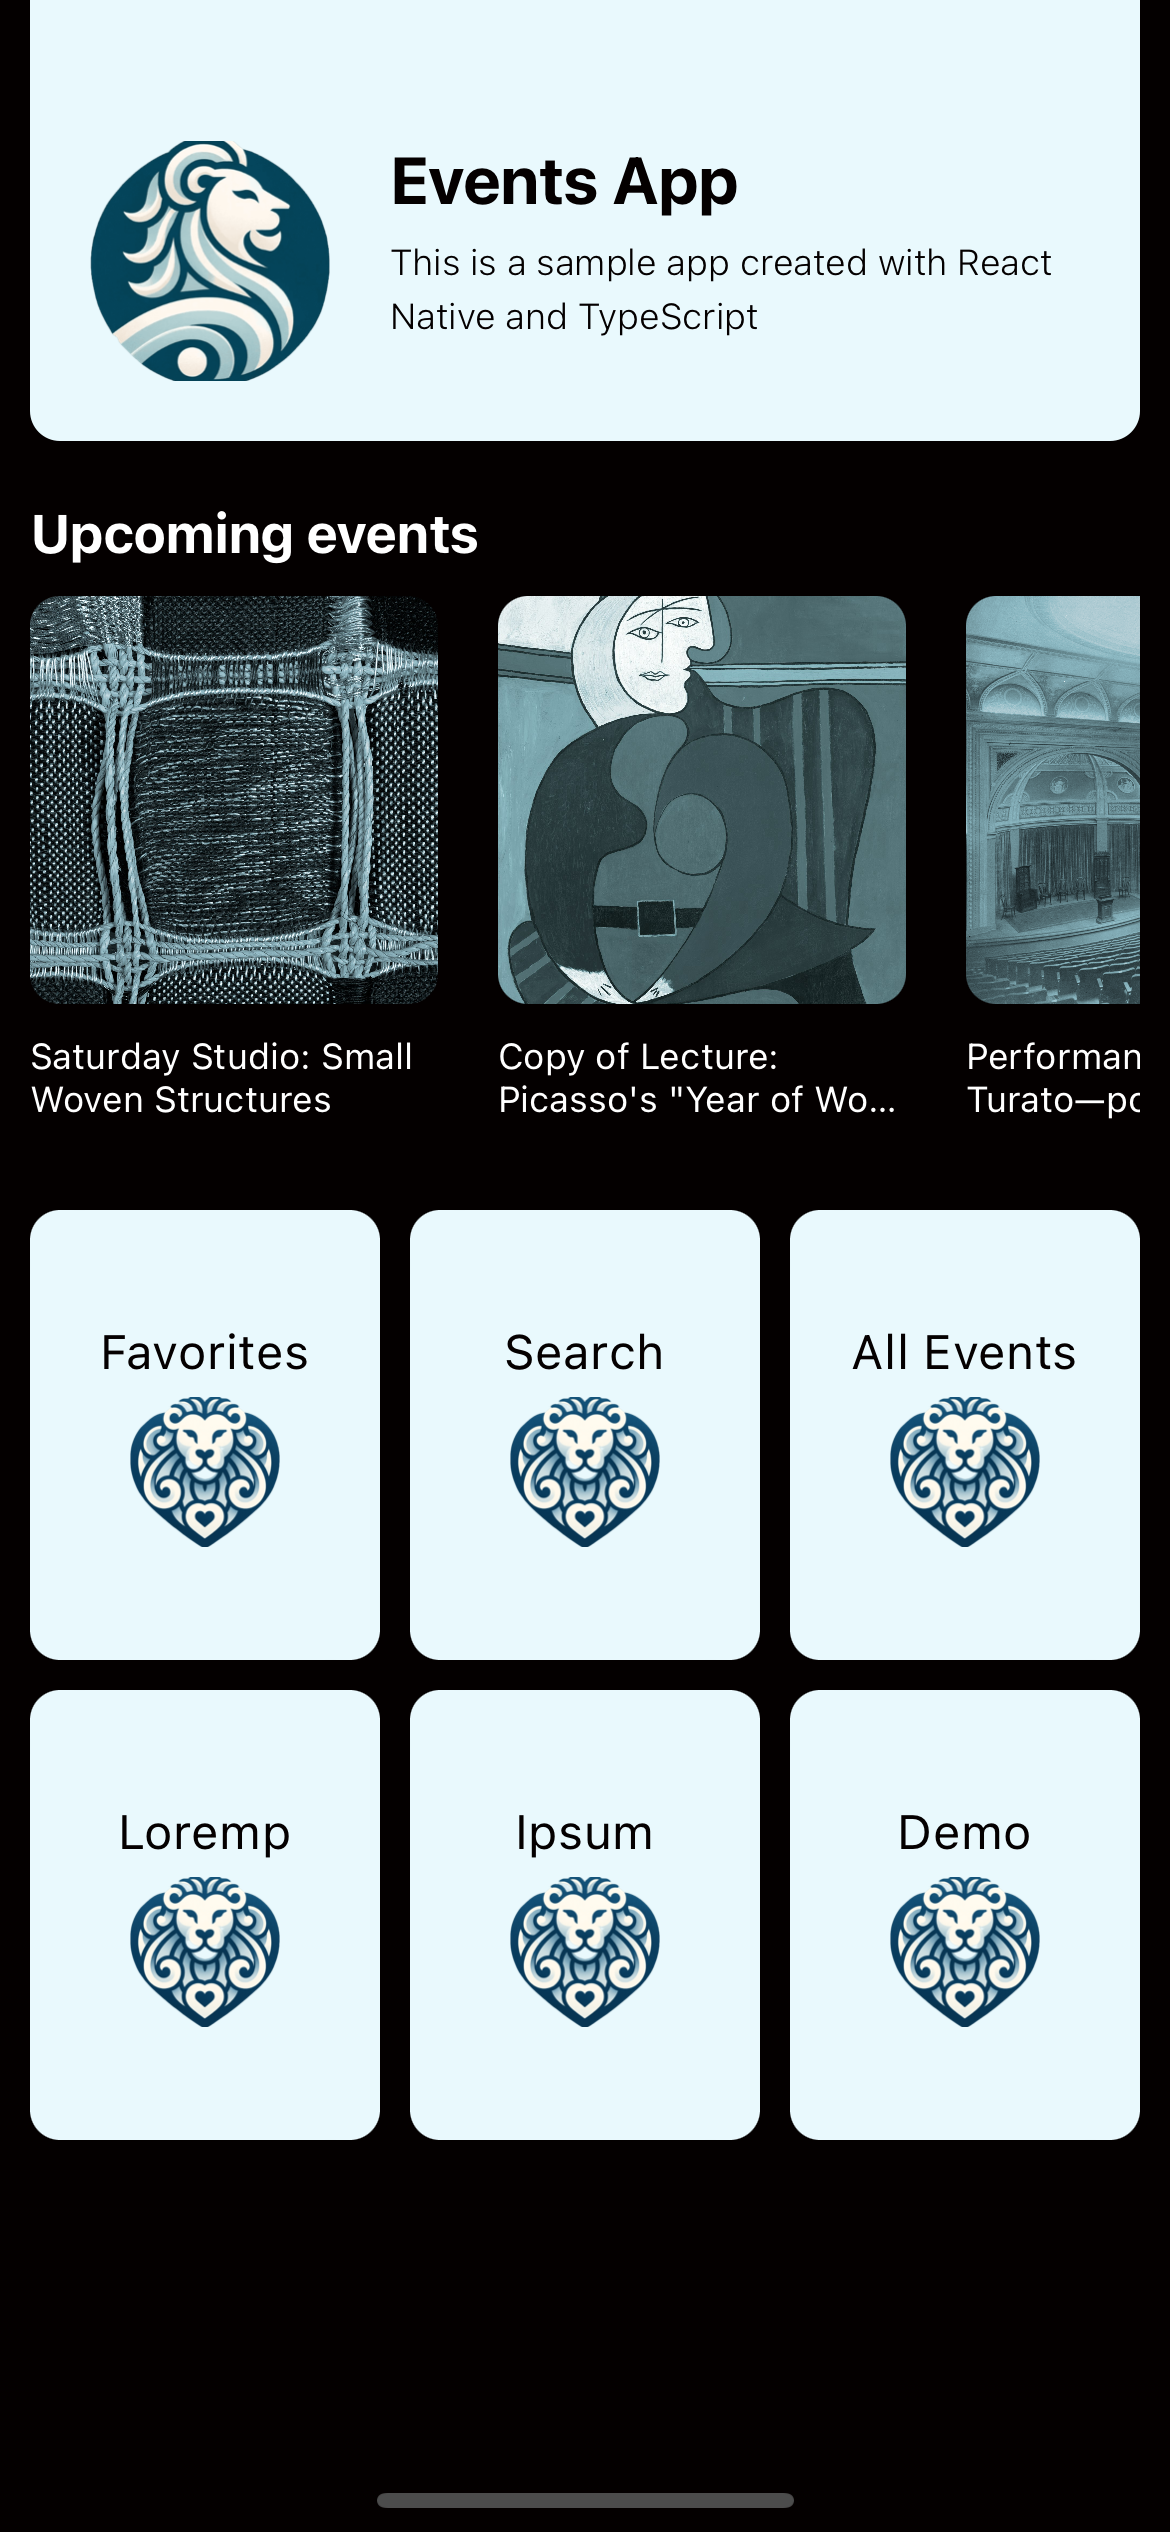 Events App
This is a sample app created with React
Native and TypeScript
Upcoming events
Saturday Studio: Small
Woven Structures
Copy of Lecture:
Picasso's "Year of Wo...
Performan
Turato—po
Favorites
Search
All Events
Loremp
Ipsum
Demo